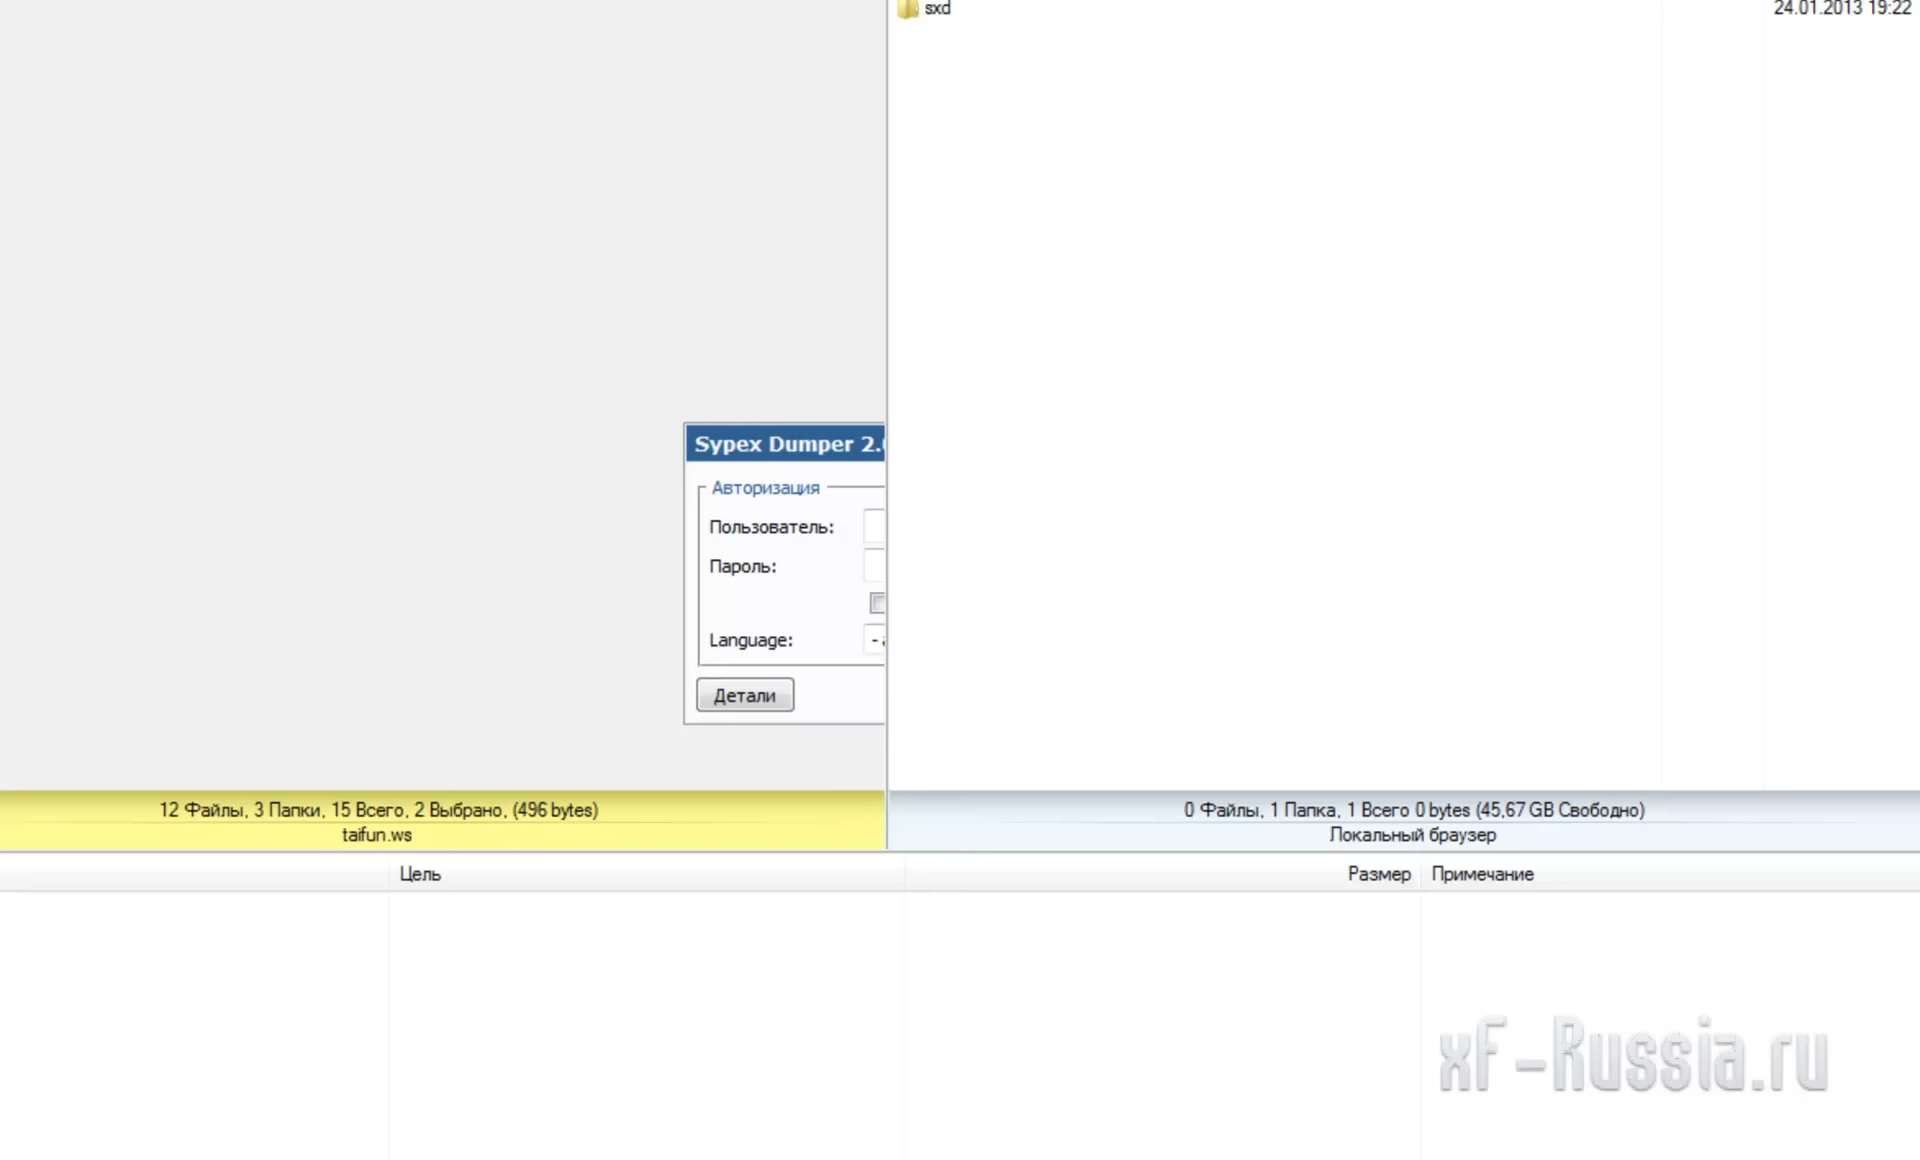 sxd
24.01.2013 19:22
Sypex Dumper 2.
Авторизация
Пользователь:
Пароль:
Language:
Детали
12 Файлы, 3 Папки, 15 Всего, 2 Выбрано, (496 bytes)
taifun.ws
0 Файлы, 1 Папка, 1 Всего 0 bytes (45,67 GB Свободно)
Локальный браузер
Цель
Размер
Примечание
xF-Russia.ru